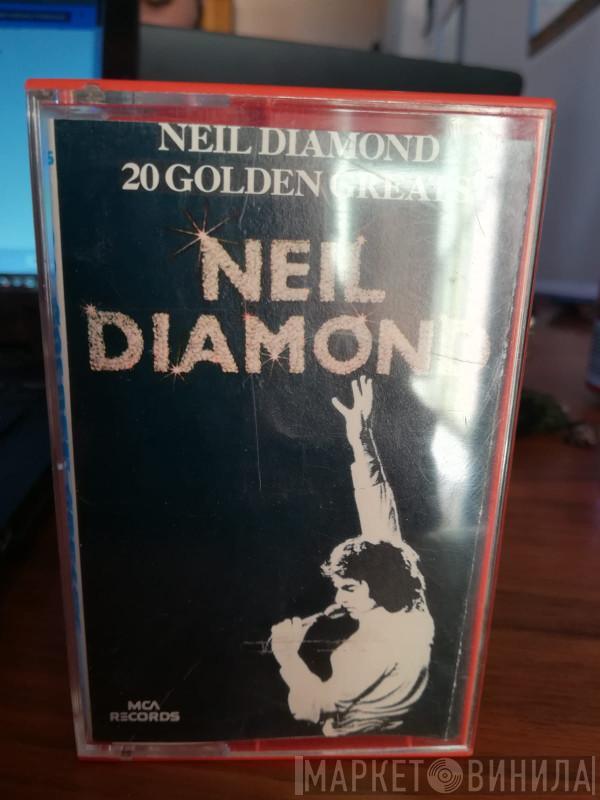 NEIL DIAMOND
20 GOLDEN GREATS
NEIL
DIAMOND
MCA
RECORDS
МАРКЕТ ВИНИЛА